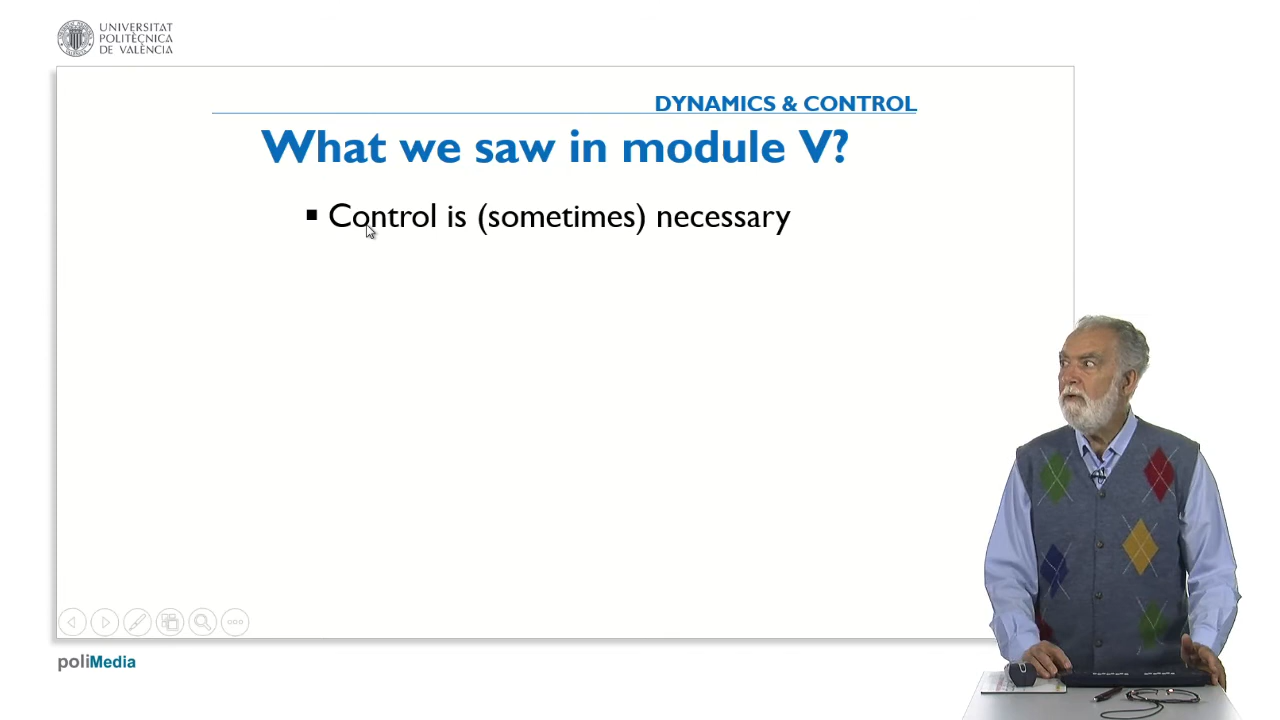 UNIVERSITAT
POLITÈCNICA
DE VALÈNCIA
DYNAMICS & CONTROL
What we saw in module V?
▪ Control is (sometimes) necessary
poliMedia